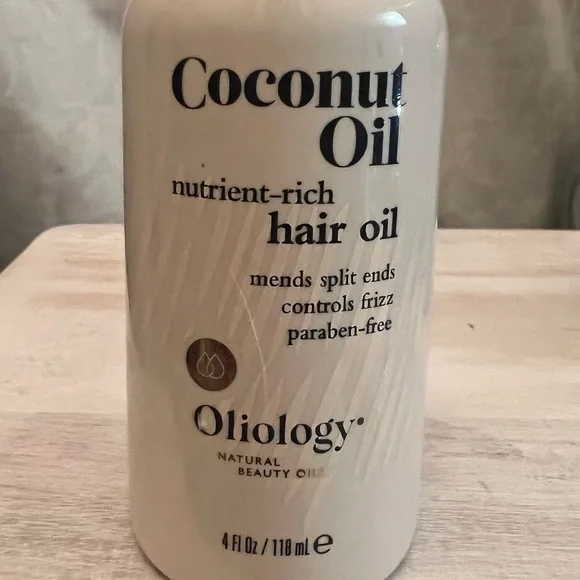 Coconut
Oil
nutrient-rich
hair oil
mends split ends
controls frizz
paraben-free
Oliology
NATURAL
BEAUTY OILS
4 Fl Oz / 118 mL e